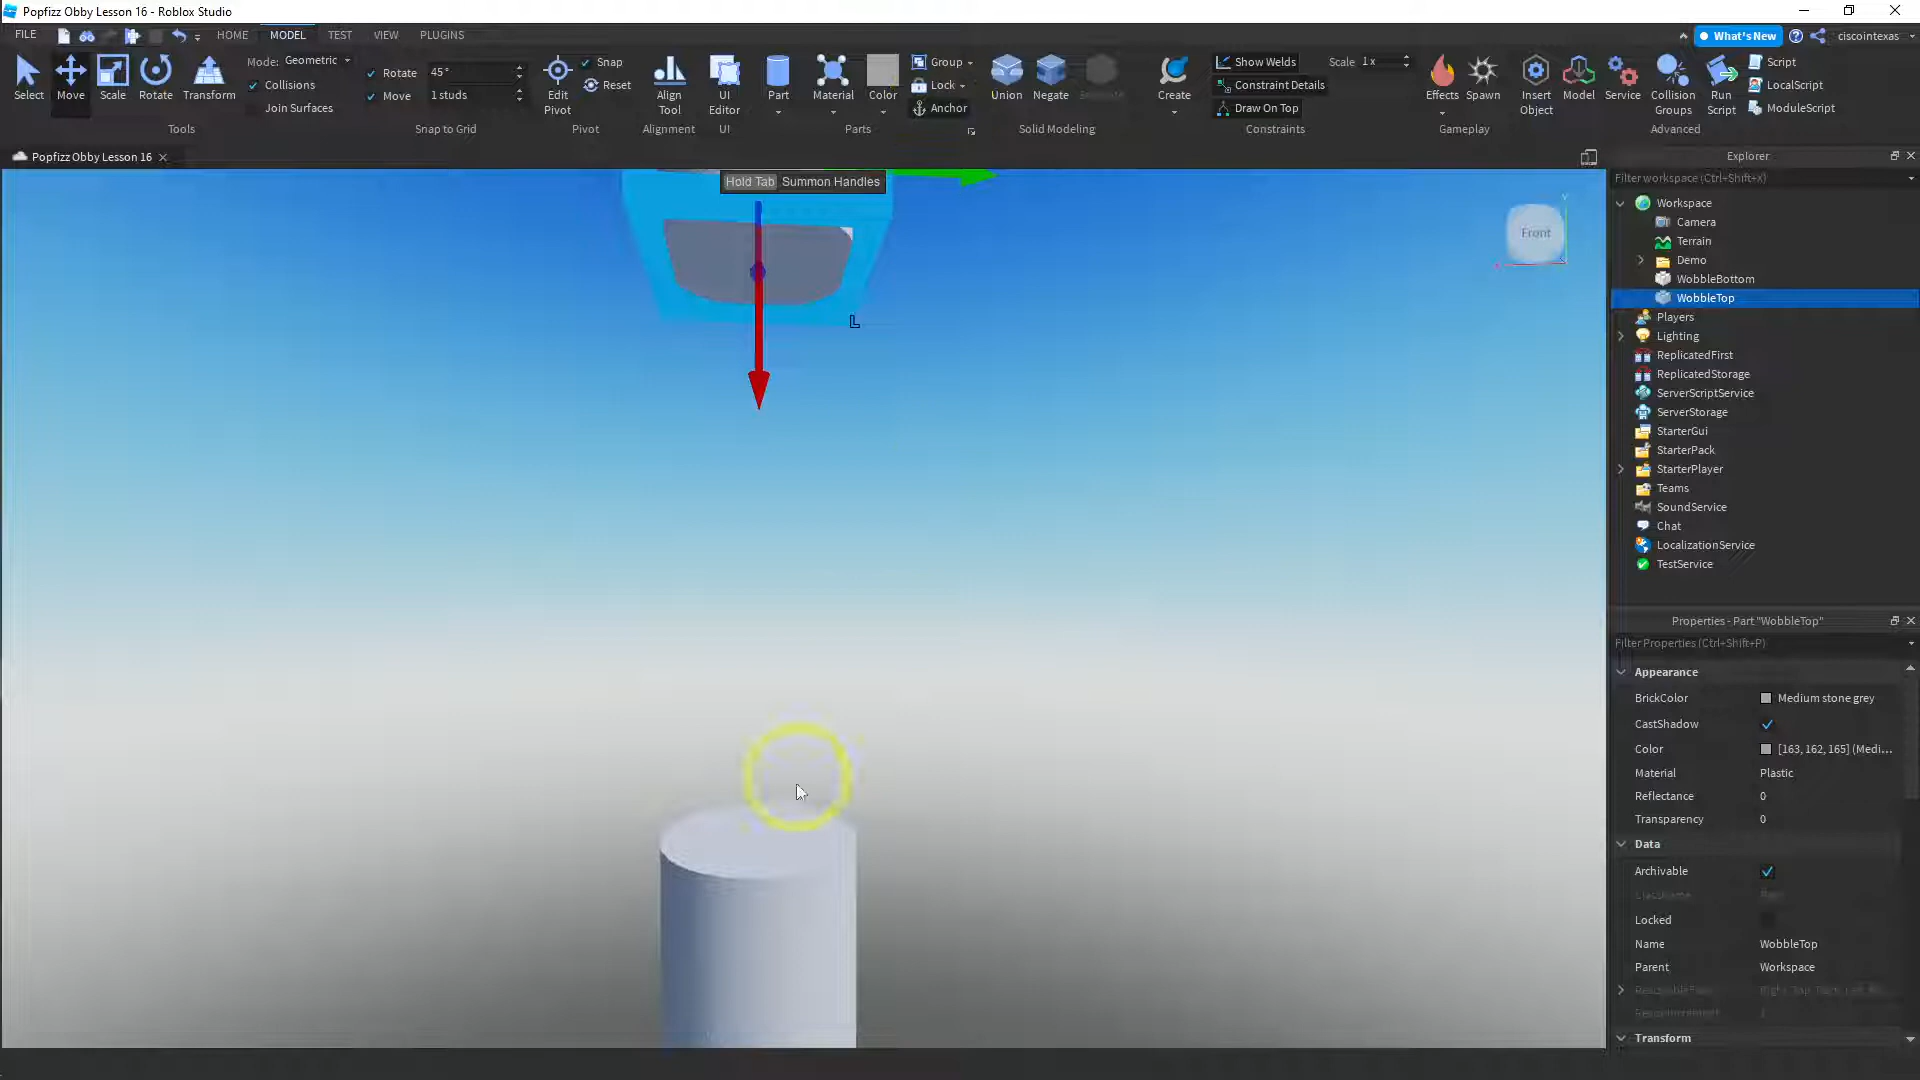 Popfizz Obby Lesson 16 - Roblox Studio
FILE
HOME
MODEL
TEST
VIEW
PLUGINS
What's New
ciscointexas
Select
Move
Scale
Rotate
Transform
Mode: Geometric
Collisions
Join Surfaces
Tools
Rotate 45°
Move 1 studs
Snap to Grid
Edit Pivot
Snap
Reset
Pivot
Align Tool
Alignment
UI Editor
UI
Part
Material
Color
Group
Lock
Anchor
Parts
Union
Negate
Solid Modeling
Create
Show Welds
Constraint Details
Draw On Top
Scale 1 x
Constraints
Effects
Spawn
Gameplay
Insert Object
Model
Service
Collision Groups
Run Script
Script
LocalScript
ModuleScript
Advanced
Popfizz Obby Lesson 16
Hold Tab Summon Handles
L
Y
Front
Explorer
Filter workspace (Ctrl+Shift+X)
Workspace
Camera
Terrain
Demo
WobbleBottom
WobbleTop
Players
Lighting
ReplicatedFirst
ReplicatedStorage
ServerScriptService
ServerStorage
StarterGui
StarterPack
StarterPlayer
Teams
SoundService
Chat
LocalizationService
TestService
Properties - Part "WobbleTop"
Filter Properties (Ctrl+Shift+P)
Appearance
BrickColor Medium stone grey
CastShadow
Color [163, 162, 165] (Medi...
Material Plastic
Reflectance 0
Transparency 0
Data
Archivable
Locked
Name WobbleTop
Parent Workspace
Transform